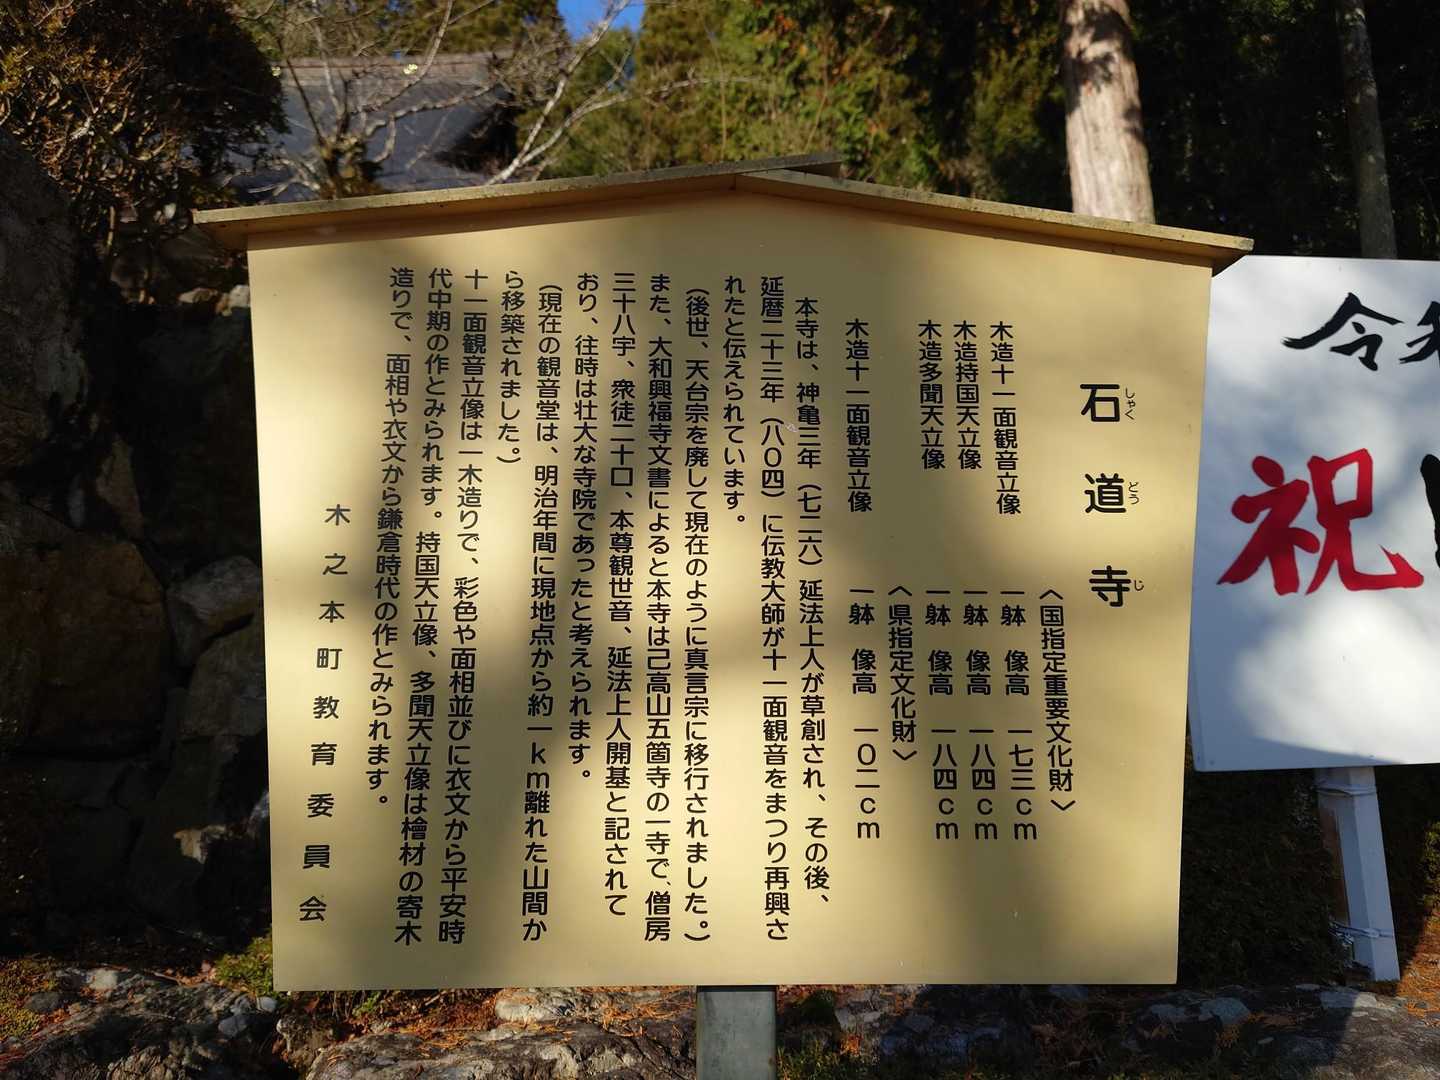 石道寺
しゃくどうじ
〈国指定重要文化財〉
木造十一面観音立像 一躰 像高 一七三cm
木造持国天立像 一躰 像高 一八四cm
木造多聞天立像 一躰 像高 一八四cm
〈県指定文化財〉
木造十一面観音立像 一躰 像高 一〇二cm
本寺は、神亀三年(七二六)延法上人が草創され、その後、
延暦二十三年(八〇四)に伝教大師が十一面観音をまつり再興さ
れたと伝えられています。
(後世、天台宗を廃して現在のように真言宗に移行されました。)
また、大和興福寺文書によると本寺は己高山五箇寺の一寺で、僧房
三十八宇、衆徒二十口、本尊観世音、延法上人開基と記されて
おり、往時は壮大な寺院であったと考えられます。
(現在の観音堂は、明治年間に現地点から約一km離れた山間か
ら移築されました。)
十一面観音立像は一木造りで、彩色や面相並びに衣文から平安時
代中期の作とみられます。持国天立像、多聞天立像は檜材の寄木
造りで、面相や衣文から鎌倉時代の作とみられます。
木之本町教育委員会
令
祝